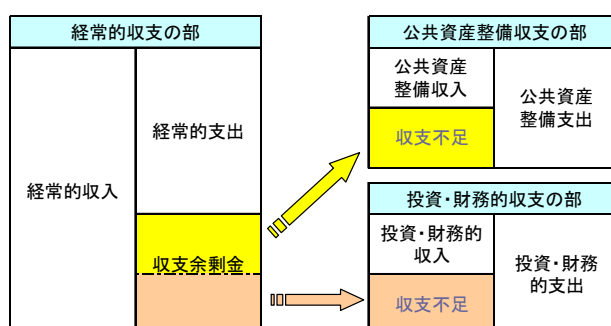 経常的収支の部
経常的収入
経常的支出
収支余剰金
公共資産整備収支の部
公共資産
整備収入
収支不足
公共資産
整備支出
投資・財務的収支の部
投資・財務的
収入
収支不足
投資・財務
的支出